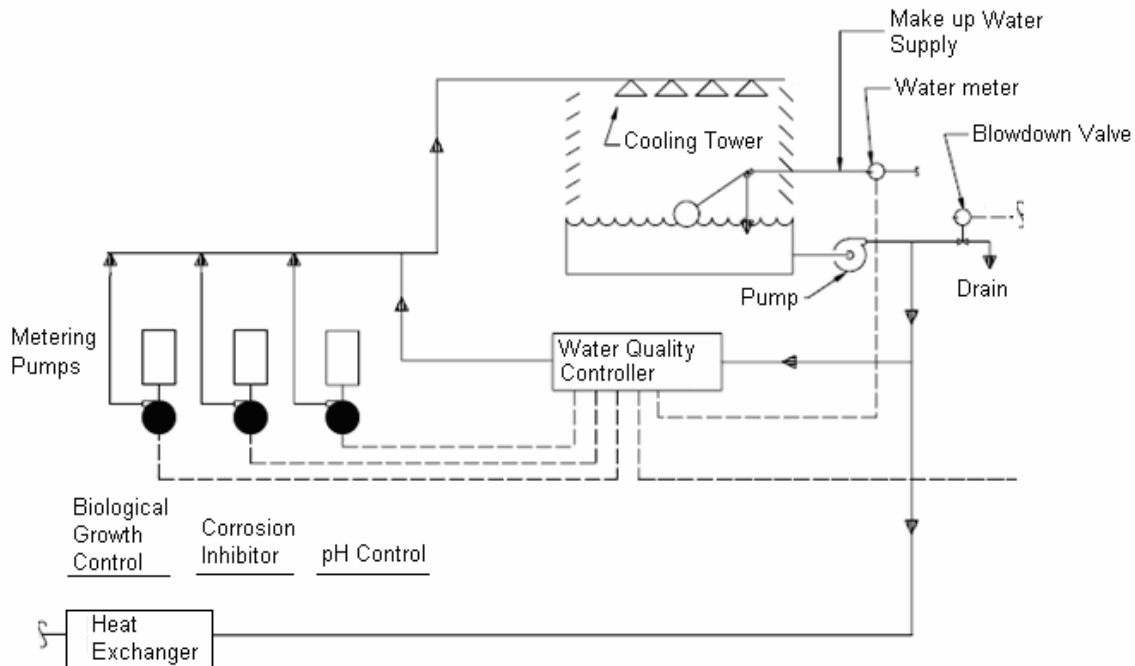 Make up Water
Supply
Water meter
Blowdown Valve
Cooling Tower
Pump
Drain
Metering
Pumps
Water Quality
Controller
Biological
Growth
Control
Corrosion
Inhibitor
pH Control
Heat
Exchanger